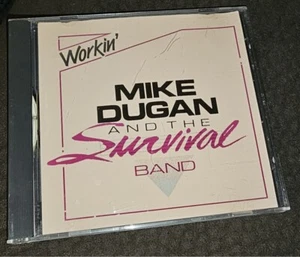 Workin'
MIKE
DUGAN
AND THE
Survival
BAND